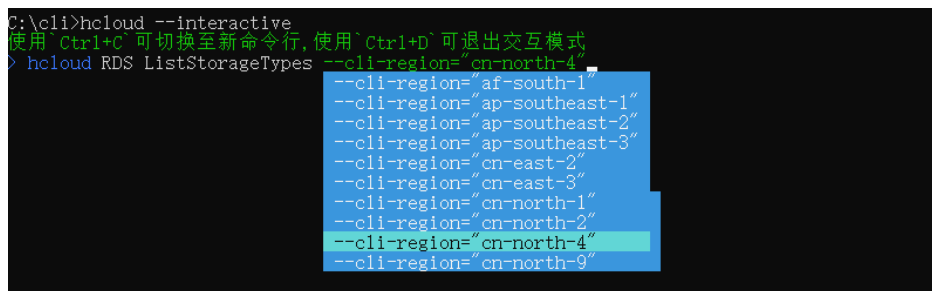 C:\cli>hcloud --interactive
使用`Ctrl+C`可切换至新命令行,使用`Ctrl+D`可退出交互模式
> hcloud RDS ListStorageTypes --cli-region="cn-north-4"
--cli-region="af-south-1"
--cli-region="ap-southeast-1"
--cli-region="ap-southeast-2"
--cli-region="ap-southeast-3"
--cli-region="cn-east-2"
--cli-region="cn-east-3"
--cli-region="cn-north-1"
--cli-region="cn-north-2"
--cli-region="cn-north-4"
--cli-region="cn-north-9"